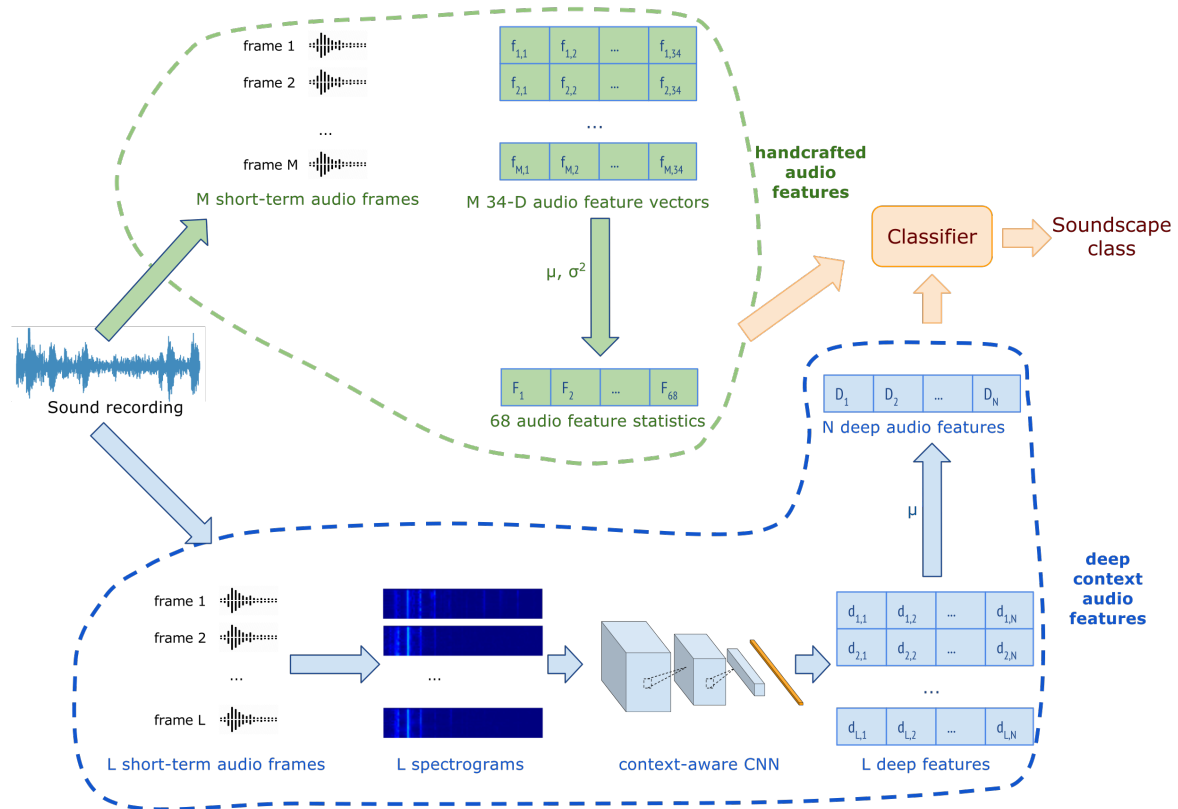 frame 1
f1,1 f1,2 ... f1,34
frame 2
f2,1 f2,2 ... f2,34
...
...
frame M
fM,1 fM,2 ... fM,34
M short-term audio frames
M 34-D audio feature vectors
handcrafted
audio
features
μ, σ²
Classifier
Soundscape
class
Sound recording
F1 F2 ... F68
68 audio feature statistics
D1 D2 ... DN
N deep audio features
μ
deep
context
audio
features
frame 1
frame 2
...
frame L
...
d1,1 d1,2 ... d1,N
d2,1 d2,2 ... d2,N
...
dL,1 dL,2 ... dL,N
L short-term audio frames
L spectrograms
context-aware CNN
L deep features